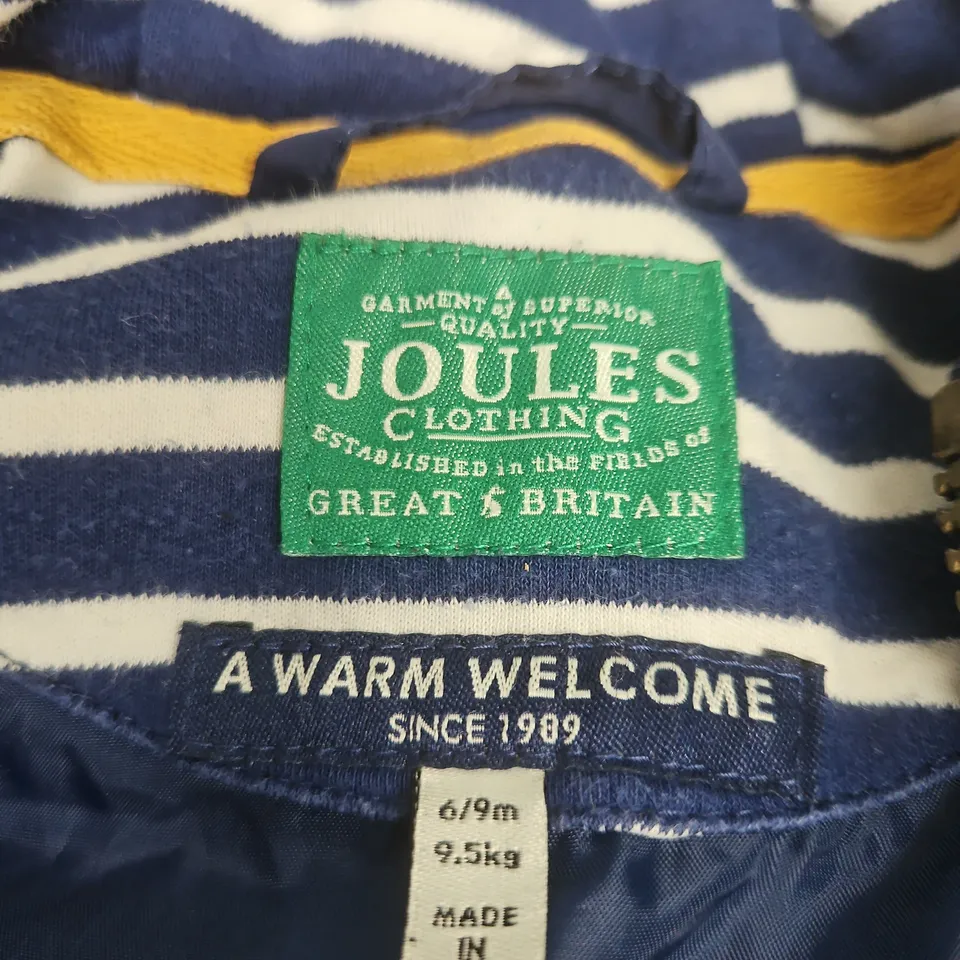 A
GARMENT of SUPERIOR
QUALITY
JOULES
CLOTHING
ESTABLISHED in the FIELDS of
GREAT BRITAIN
A WARM WELCOME
SINCE 1989
6/9m
9.5kg
MADE
IN